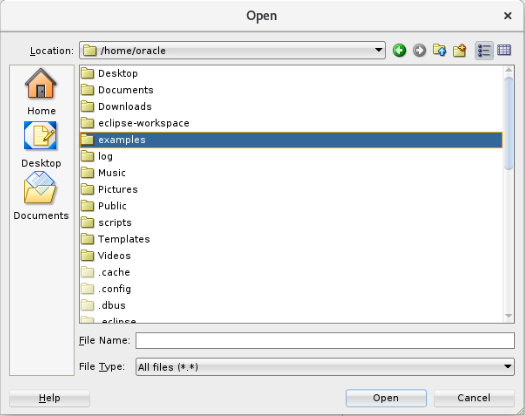 Open
Location: /home/oracle
Home
Desktop
Documents
Desktop
Documents
Downloads
eclipse-workspace
examples
log
Music
Pictures
Public
scripts
Templates
Videos
.cache
.config
.dbus
.eclipse
File Name:
File Type: All files (*.*)
Help
Open
Cancel